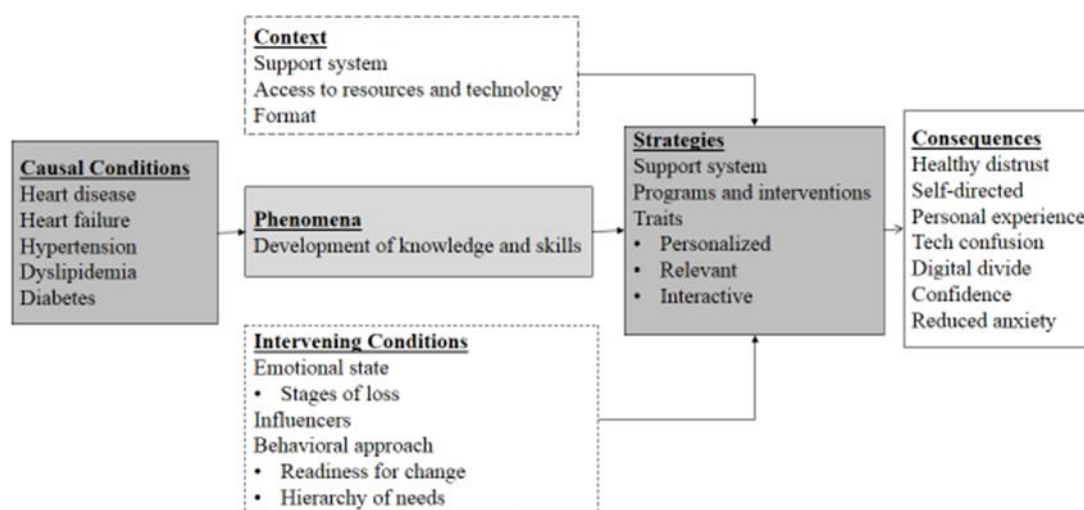 Context
Support system
Access to resources and technology
Format
Causal Conditions
Heart disease
Heart failure
Hypertension
Dyslipidemia
Diabetes
Phenomena
Development of knowledge and skills
Intervening Conditions
Emotional state
• Stages of loss
Influencers
Behavioral approach
• Readiness for change
• Hierarchy of needs
Strategies
Support system
Programs and interventions
Traits
• Personalized
• Relevant
• Interactive
Consequences
Healthy distrust
Self-directed
Personal experience
Tech confusion
Digital divide
Confidence
Reduced anxiety